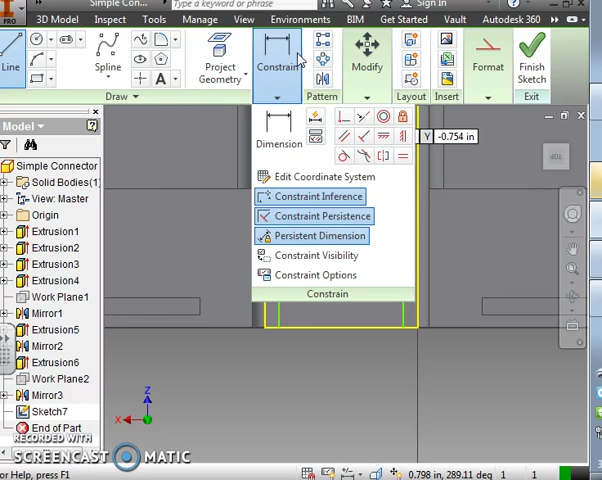 Simple Con...
Type a keyword or phrase
Sign In
PRO
3D Model
Inspect
Tools
Manage
View
Environments
BIM
Get Started
Vault
Autodesk 360
Line
Spline
Project
Geometry
Constrain
Pattern
Modify
Layout
Insert
Format
Finish
Sketch
Draw
Exit
Model
Simple Connector
Solid Bodies(1)
View: Master
Origin
Extrusion1
Extrusion2
Extrusion3
Extrusion4
Work Plane1
Mirror1
Extrusion5
Mirror2
Extrusion6
Work Plane2
Mirror3
Sketch7
End of Part
Dimension
Edit Coordinate System
Constraint Inference
Constraint Persistence
Persistent Dimension
Constraint Visibility
Constraint Options
Constrain
Y -0.754 in
TOP
Z
X
RECORDED WITH
SCREENCAST MATIC
or Help, press F1
0.798 in, 289.11 deg
1
1